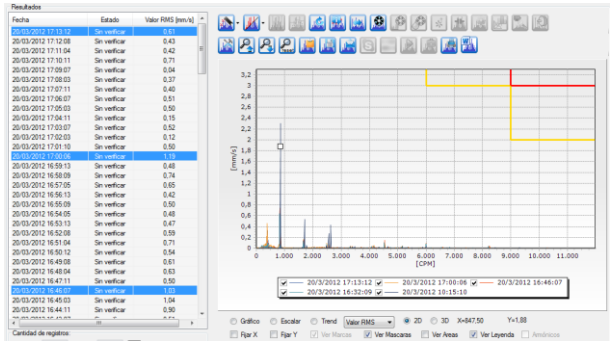 Resultados
Fecha Estado Valor RMS [mm/s]
20/03/2012 17:13:12 Sin verificar 0,61
20/03/2012 17:12:08 Sin verificar 0,43
20/03/2012 17:11:04 Sin verificar 0,42
20/03/2012 17:10:11 Sin verificar 0,71
20/03/2012 17:09:07 Sin verificar 0,04
20/03/2012 17:08:03 Sin verificar 0,37
20/03/2012 17:07:11 Sin verificar 0,40
20/03/2012 17:06:07 Sin verificar 0,51
20/03/2012 17:05:03 Sin verificar 0,50
20/03/2012 17:04:11 Sin verificar 0,15
20/03/2012 17:03:07 Sin verificar 0,52
20/03/2012 17:02:03 Sin verificar 0,12
20/03/2012 17:01:10 Sin verificar 0,50
20/03/2012 17:00:06 Sin verificar 1,19
20/03/2012 16:59:13 Sin verificar 0,48
20/03/2012 16:58:09 Sin verificar 0,74
20/03/2012 16:57:05 Sin verificar 0,65
20/03/2012 16:56:13 Sin verificar 0,42
20/03/2012 16:55:09 Sin verificar 0,50
20/03/2012 16:54:05 Sin verificar 0,48
20/03/2012 16:53:13 Sin verificar 0,47
20/03/2012 16:52:08 Sin verificar 0,59
20/03/2012 16:51:04 Sin verificar 0,71
20/03/2012 16:50:12 Sin verificar 0,54
20/03/2012 16:49:08 Sin verificar 0,61
20/03/2012 16:48:04 Sin verificar 0,63
20/03/2012 16:47:11 Sin verificar 0,50
20/03/2012 16:46:07 Sin verificar 1,03
20/03/2012 16:45:03 Sin verificar 1,04
20/03/2012 16:44:11 Sin verificar 0,90
Cantidad de registros
3,2
3
2,8
2,6
2,4
2,2
2
1,8
1,6
1,4
1,2
1
0,8
0,6
0,4
0,2
0
[mm/s]
0 1.000 2.000 3.000 4.000 5.000 6.000 7.000 8.000 9.000 10.000 11.000
[CPM]
20/3/2012 17:13:12 20/3/2012 17:00:06 20/3/2012 16:46:07
20/3/2012 16:32:09 20/3/2012 10:15:10
Gráfico Escalar Trend Valor RMS 2D 3D X=847,50 Y=1,88
Fijar X Fijar Y Ver Marcas Ver Mascaras Ver Areas Ver Leyenda Armónicos